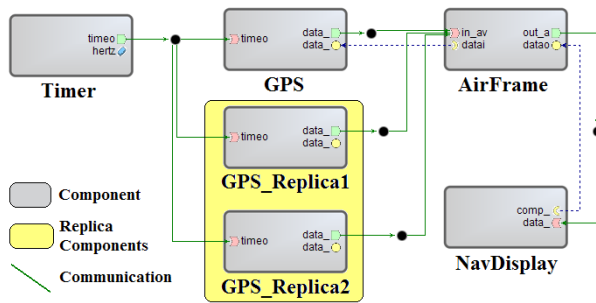 timeo
hertz
Timer
timeo
data_
data_
GPS
in_av
datai
out_a
datao
AirFrame
timeo
data_
data_
GPS_Replica1
timeo
data_
data_
GPS_Replica2
comp_
data_
NavDisplay
Component
Replica
Components
Communication